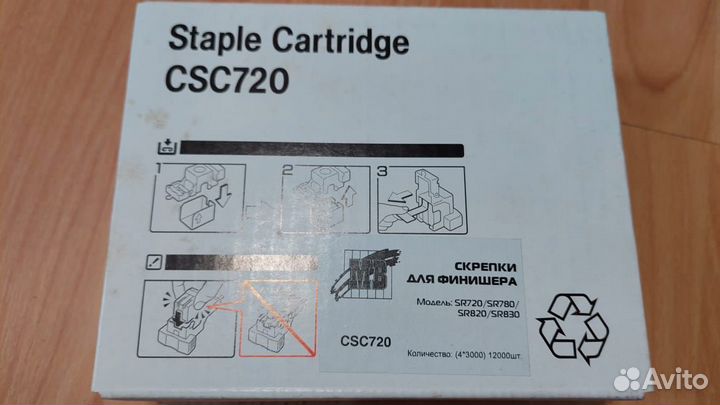 Staple Cartridge
CSC720
1
2
3
MB
СКРЕПКИ
ДЛЯ ФИНИШЕРА
Модель: SR720/SR780/
SR820/SR830
CSC720
Количество: (4*3000) 12000шт.
Avito